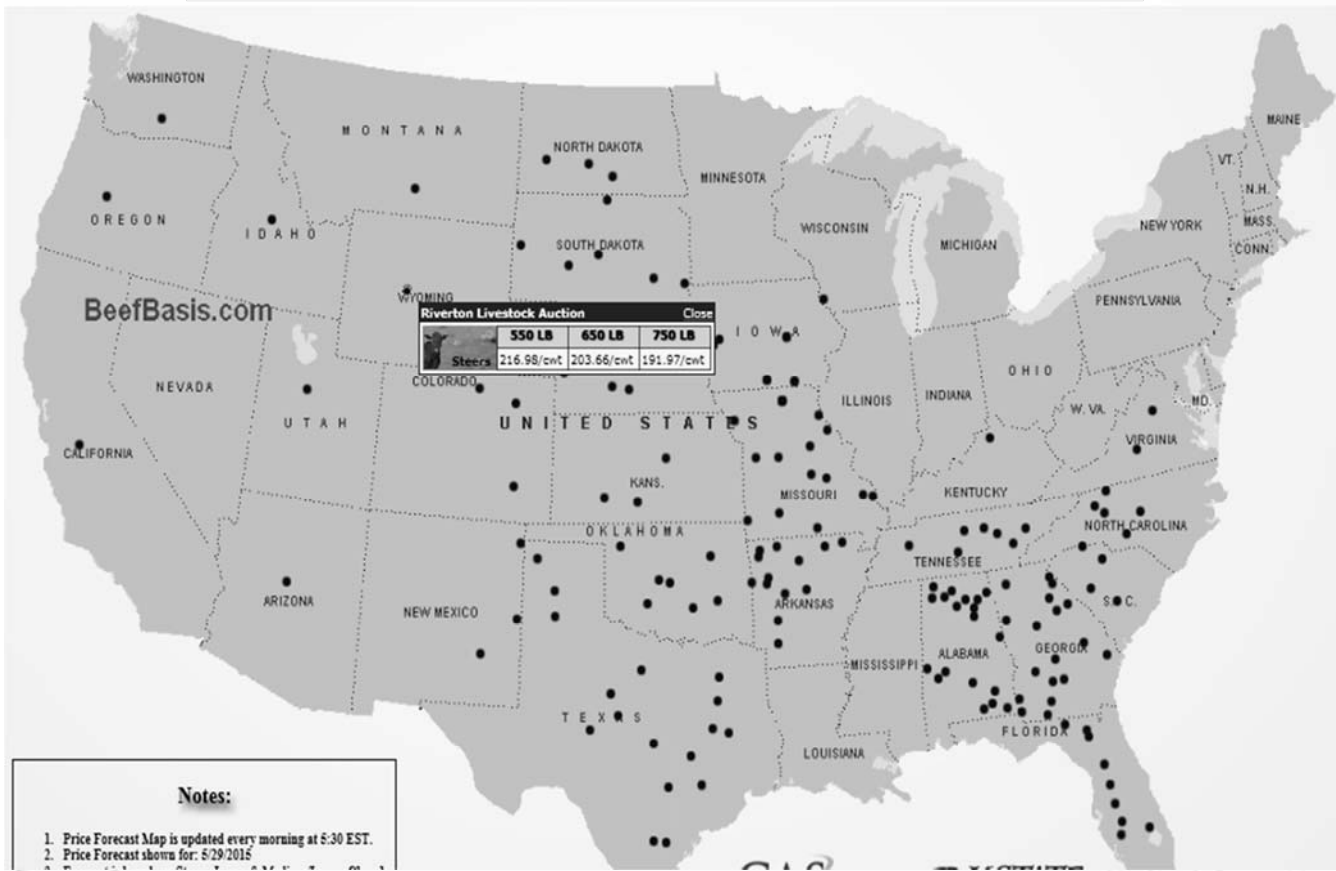 WASHINGTON
MONTANA
NORTH DAKOTA
MINNESOTA
MAINE
VT.
N.H.
OREGON
IDAHO
SOUTH DAKOTA
WISCONSIN
MICHIGAN
NEW YORK
MASS.
CONN.
BeefBasis.com
WYOMING
PENNSYLVANIA
Riverton Livestock Auction Close
550 LB 650 LB 750 LB
Steers 216.98/cwt 203.66/cwt 191.97/cwt
IOWA
NEVADA
UTAH
COLORADO
ILLINOIS
INDIANA
OHIO
W. VA.
MD.
UNITED STATES
CALIFORNIA
VIRGINIA
KANS.
MISSOURI
KENTUCKY
OKLAHOMA
NORTH CAROLINA
TENNESSEE
ARIZONA
NEW MEXICO
ARKANSAS
S.C.
MISSISSIPPI
ALABAMA
GEORGIA
TEXAS
LOUISIANA
FLORIDA
Notes:
1. Price Forecast Map is updated every morning at 5:30 EST.
2. Price Forecast shown for: 5/29/2015